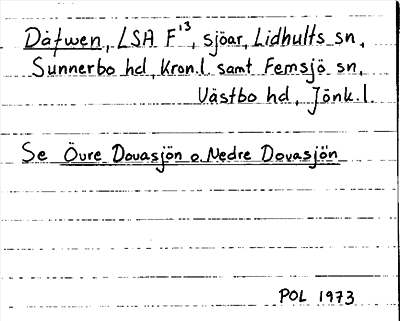 Dåfwen, LSA F¹³, sjöar, Lidhults sn,
Sunnerbo hd, Kron.l. samt Femsjö sn,
Västbo hd, Jönk.l.
Se Övre Dovasjön o. Nedre Dovasjön
POL 1973